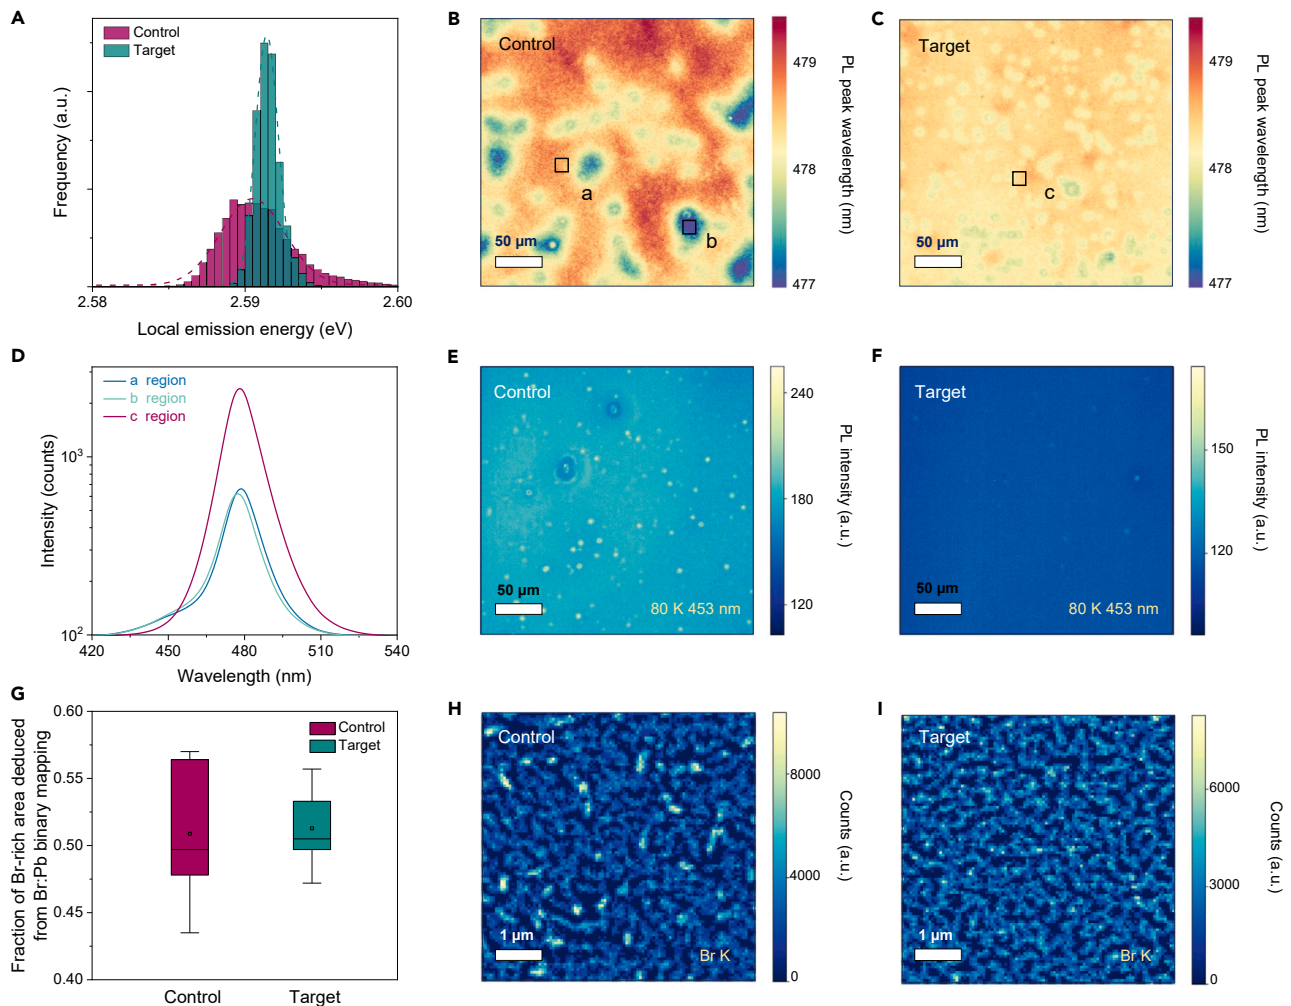 A
Control
Target
Frequency (a.u.)
2.58
2.59
2.60
Local emission energy (eV)
B
Control
a
b
50 µm
479
478
477
PL peak wavelength (nm)
C
Target
c
50 µm
479
478
477
PL peak wavelength (nm)
D
a region
b region
c region
Intensity (counts)
10³
10²
420
450
480
510
540
Wavelength (nm)
E
Control
50 µm
80 K 453 nm
240
180
120
PL intensity (a.u.)
F
Target
50 µm
80 K 453 nm
150
120
PL intensity (a.u.)
G
Control
Target
Fraction of Br-rich area deduced
from Br:Pb binary mapping
0.60
0.55
0.50
0.45
0.40
Control
Target
H
Control
1 µm
Br K
8000
4000
0
Counts (a.u.)
I
Target
1 µm
Br K
6000
3000
0
Counts (a.u.)